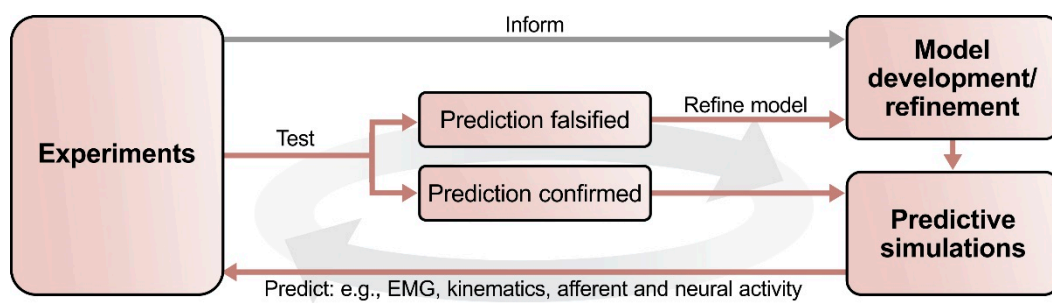 Experiments
Inform
Test
Prediction falsified
Prediction confirmed
Refine model
Model
development/
refinement
Predictive
simulations
Predict: e.g., EMG, kinematics, afferent and neural activity